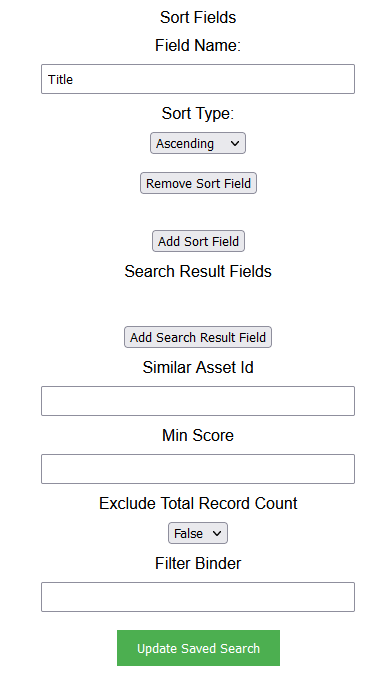 Sort Fields
Field Name:
Title
Sort Type:
Ascending
Remove Sort Field
Add Sort Field
Search Result Fields
Add Search Result Field
Similar Asset Id
Min Score
Exclude Total Record Count
False
Filter Binder
Update Saved Search